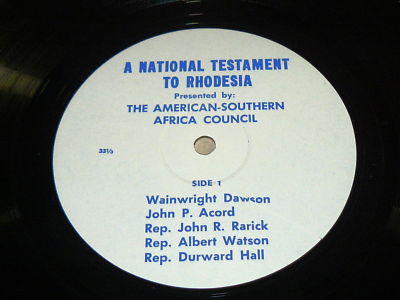 A NATIONAL TESTAMENT
TO RHODESIA
Presented by:
THE AMERICAN-SOUTHERN
AFRICA COUNCIL
33⅓
SIDE 1
Wainwright Dawson
John P. Acord
Rep. John R. Rarick
Rep. Albert Watson
Rep. Durward Hall